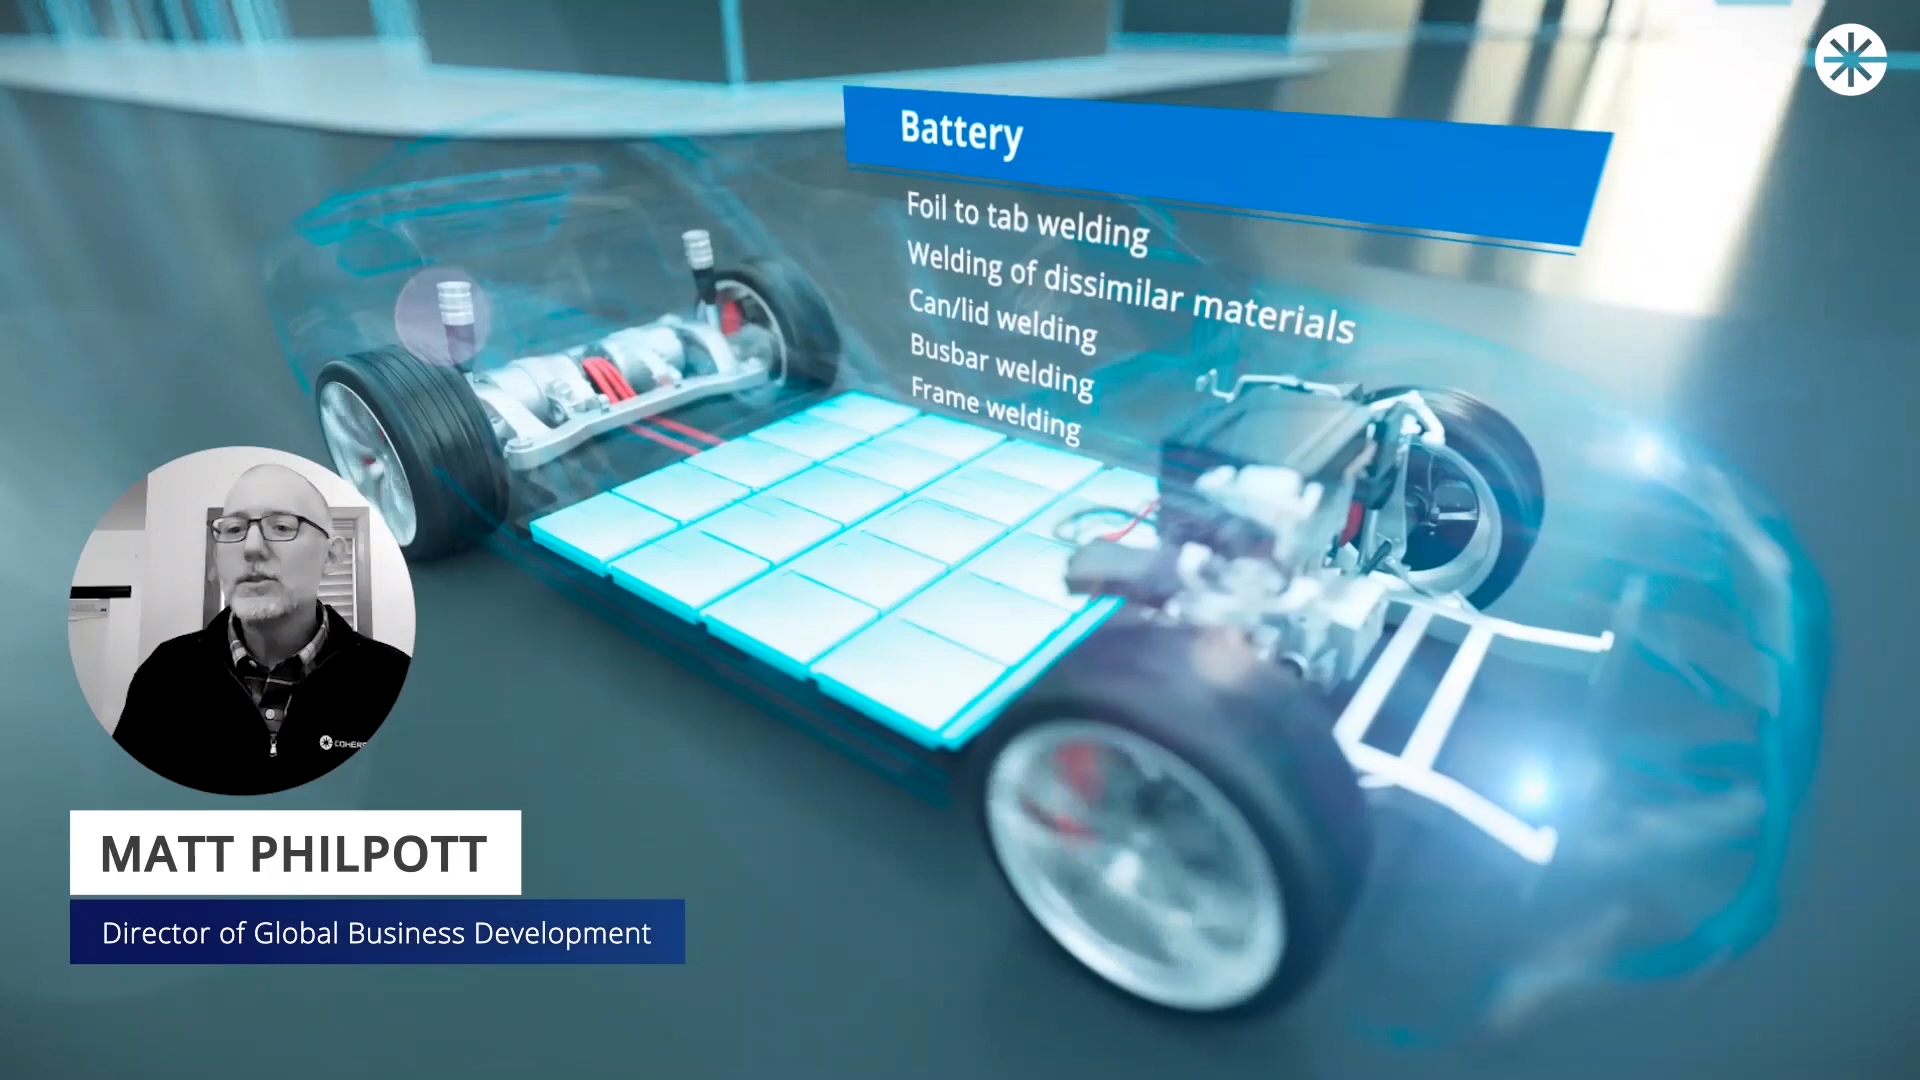 Battery
Foil to tab welding
Welding of dissimilar materials
Can/lid welding
Busbar welding
Frame welding
MATT PHILPOTT
Director of Global Business Development